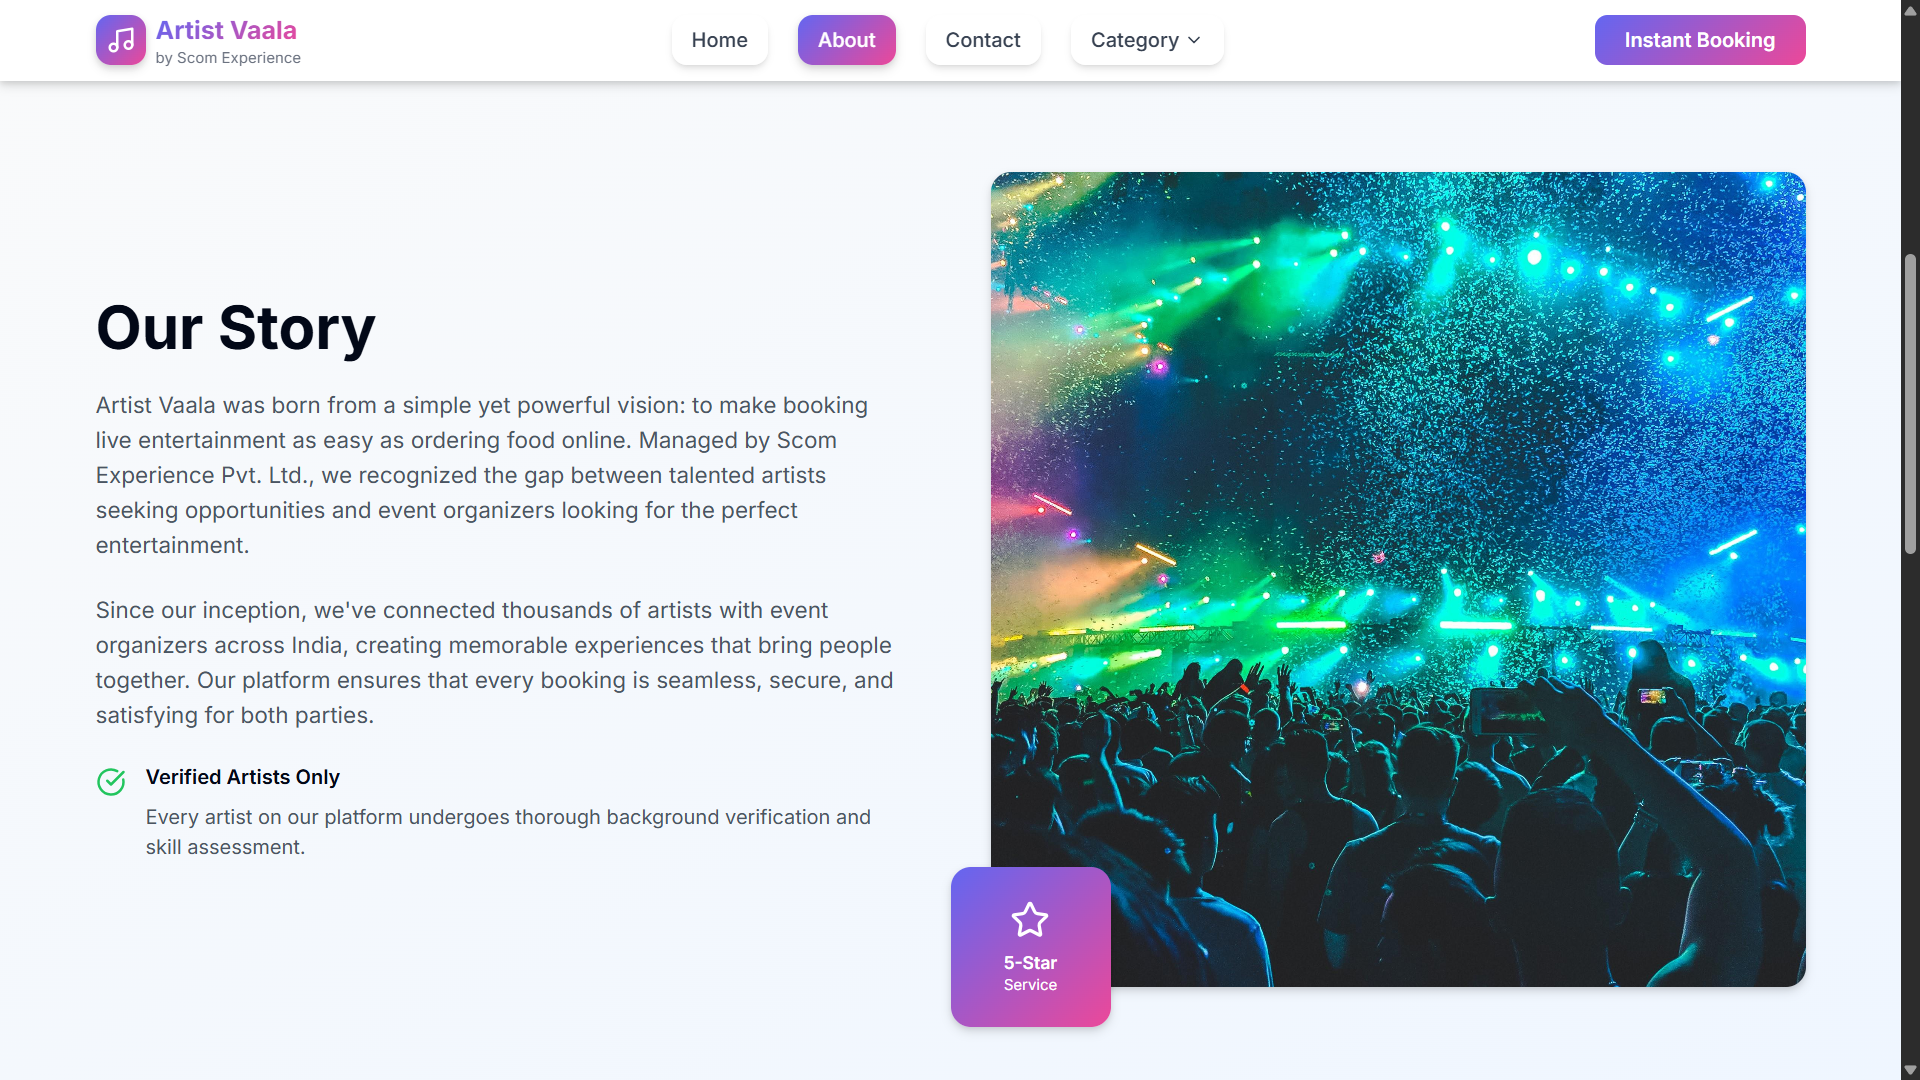 Artist Vaala
by Scom Experience
Home
About
Contact
Category
Instant Booking
Our Story
Artist Vaala was born from a simple yet powerful vision: to make booking
live entertainment as easy as ordering food online. Managed by Scom
Experience Pvt. Ltd., we recognized the gap between talented artists
seeking opportunities and event organizers looking for the perfect
entertainment.
Since our inception, we've connected thousands of artists with event
organizers across India, creating memorable experiences that bring people
together. Our platform ensures that every booking is seamless, secure, and
satisfying for both parties.
Verified Artists Only
Every artist on our platform undergoes thorough background verification and
skill assessment.
5-Star
Service